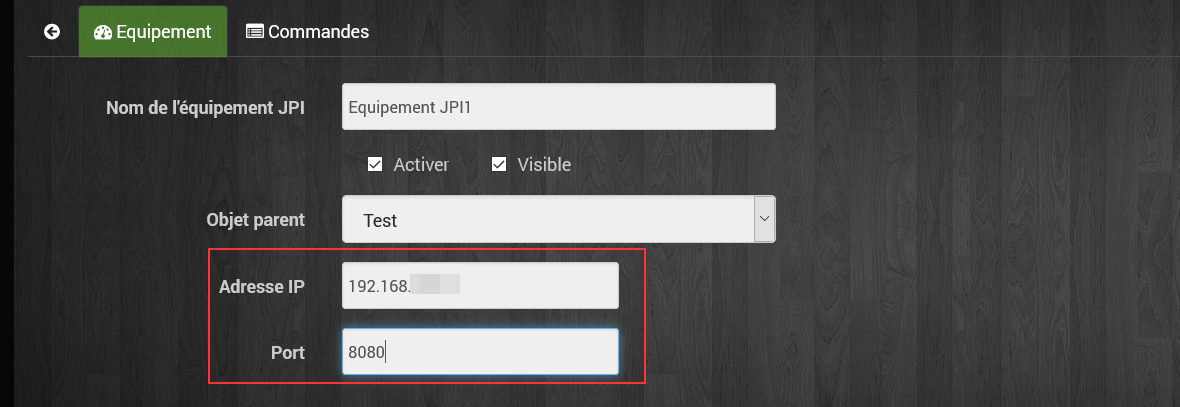 Equipement Commandes
Nom de l'équipement JPI Equipement JPI1
Activer Visible
Objet parent Test
Adresse IP 192.168.
Port 8080